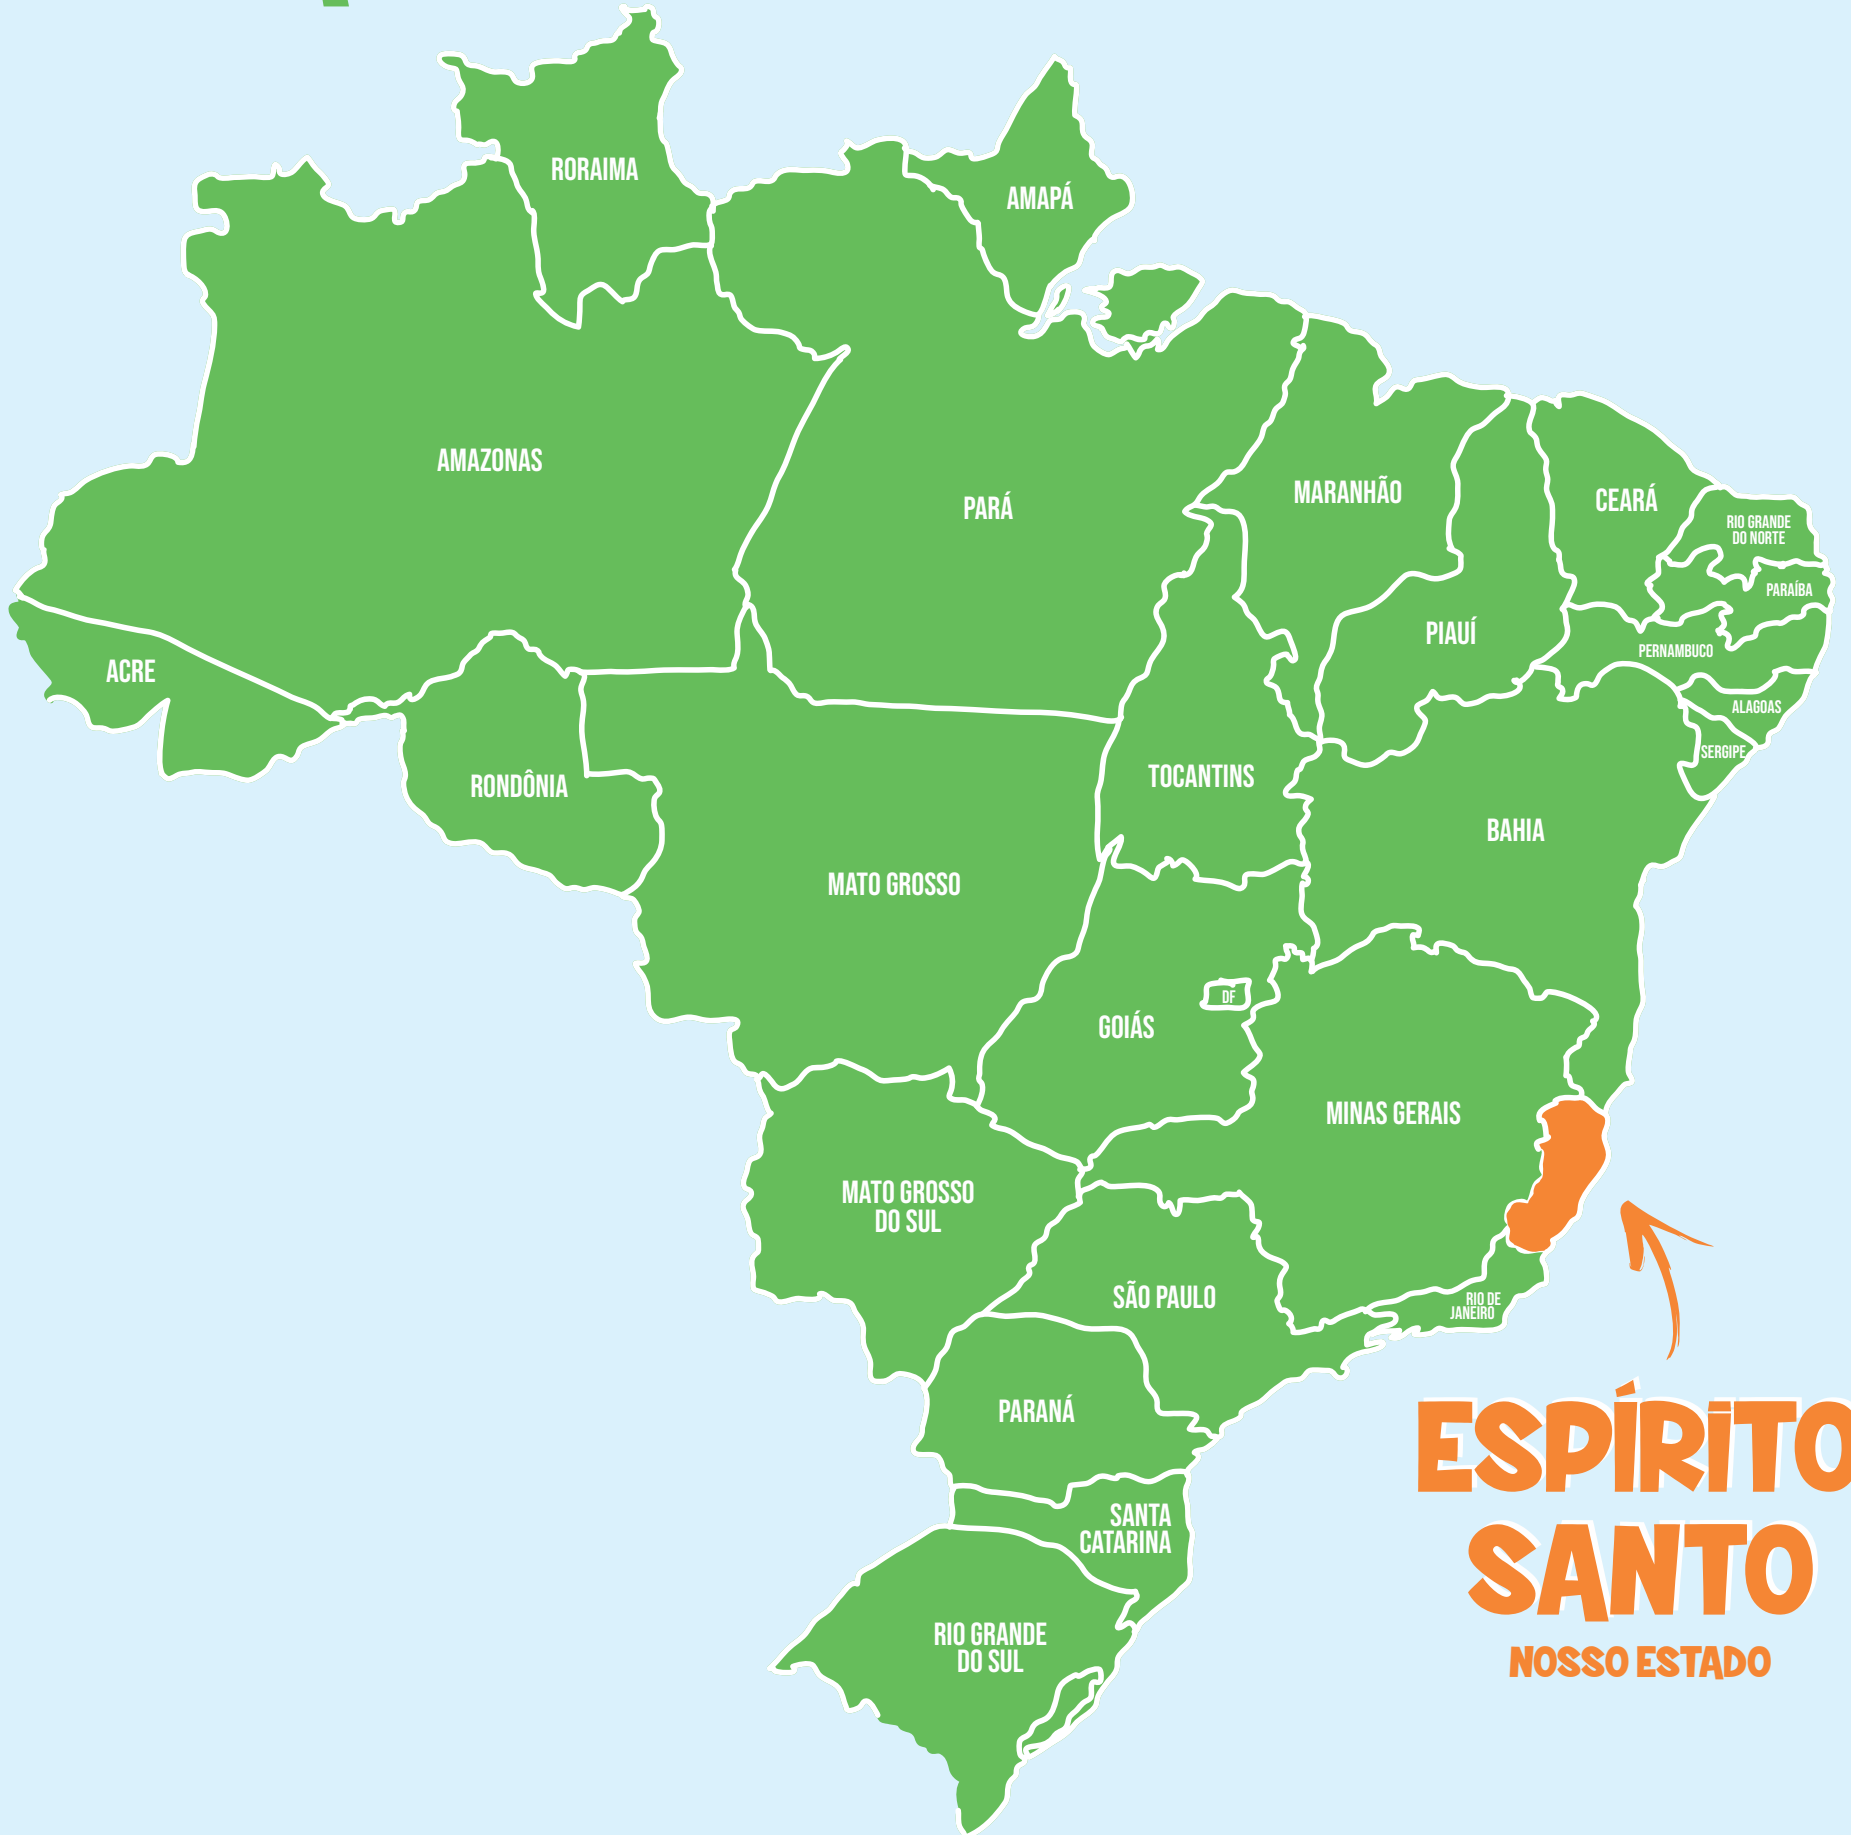 RORAIMA
AMAPÁ
AMAZONAS
PARÁ
MARANHÃO
CEARÁ
RIO GRANDE
DO NORTE
PARAÍBA
PIAUÍ
PERNAMBUCO
ACRE
ALAGOAS
SERGIPE
TOCANTINS
RONDÔNIA
BAHIA
MATO GROSSO
DF
GOIÁS
MINAS GERAIS
MATO GROSSO
DO SUL
SÃO PAULO
RIO DE
JANEIRO
PARANÁ
SANTA
CATARINA
RIO GRANDE
DO SUL
ESPÍRITO
SANTO
NOSSO ESTADO